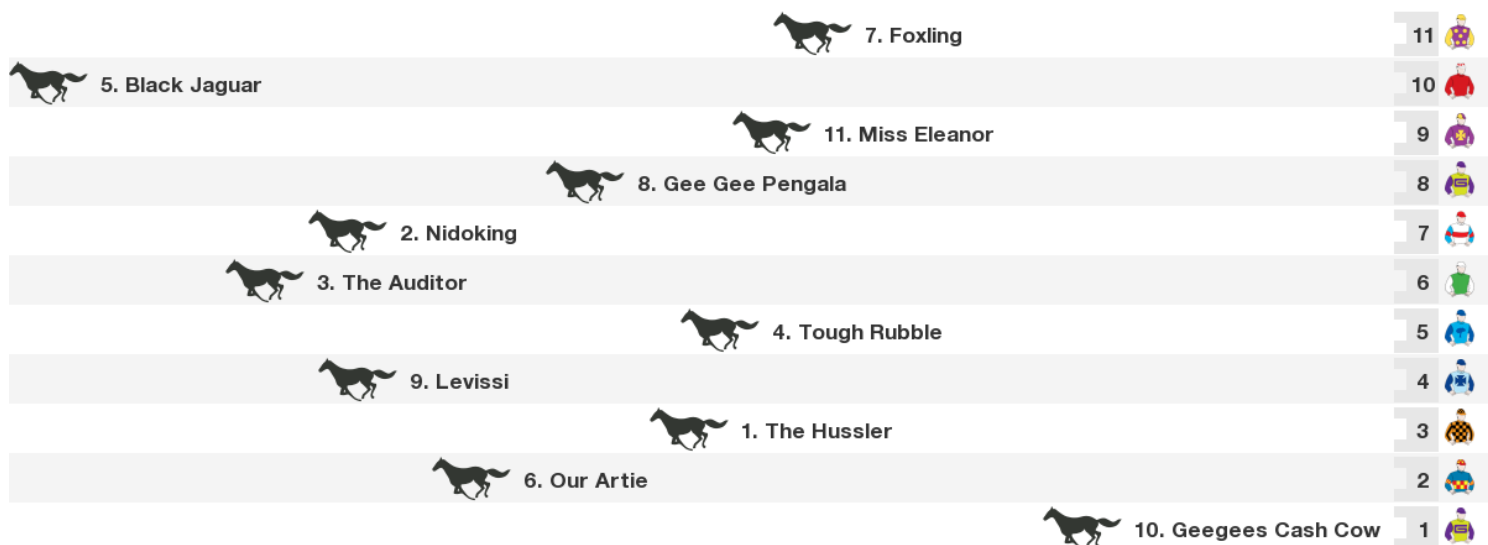 7. Foxling 11
5. Black Jaguar 10
11. Miss Eleanor 9
8. Gee Gee Pengala 8
2. Nidoking 7
3. The Auditor 6
4. Tough Rubble 5
9. Levissi 4
1. The Hussler 3
6. Our Artie 2
10. Geegees Cash Cow 1